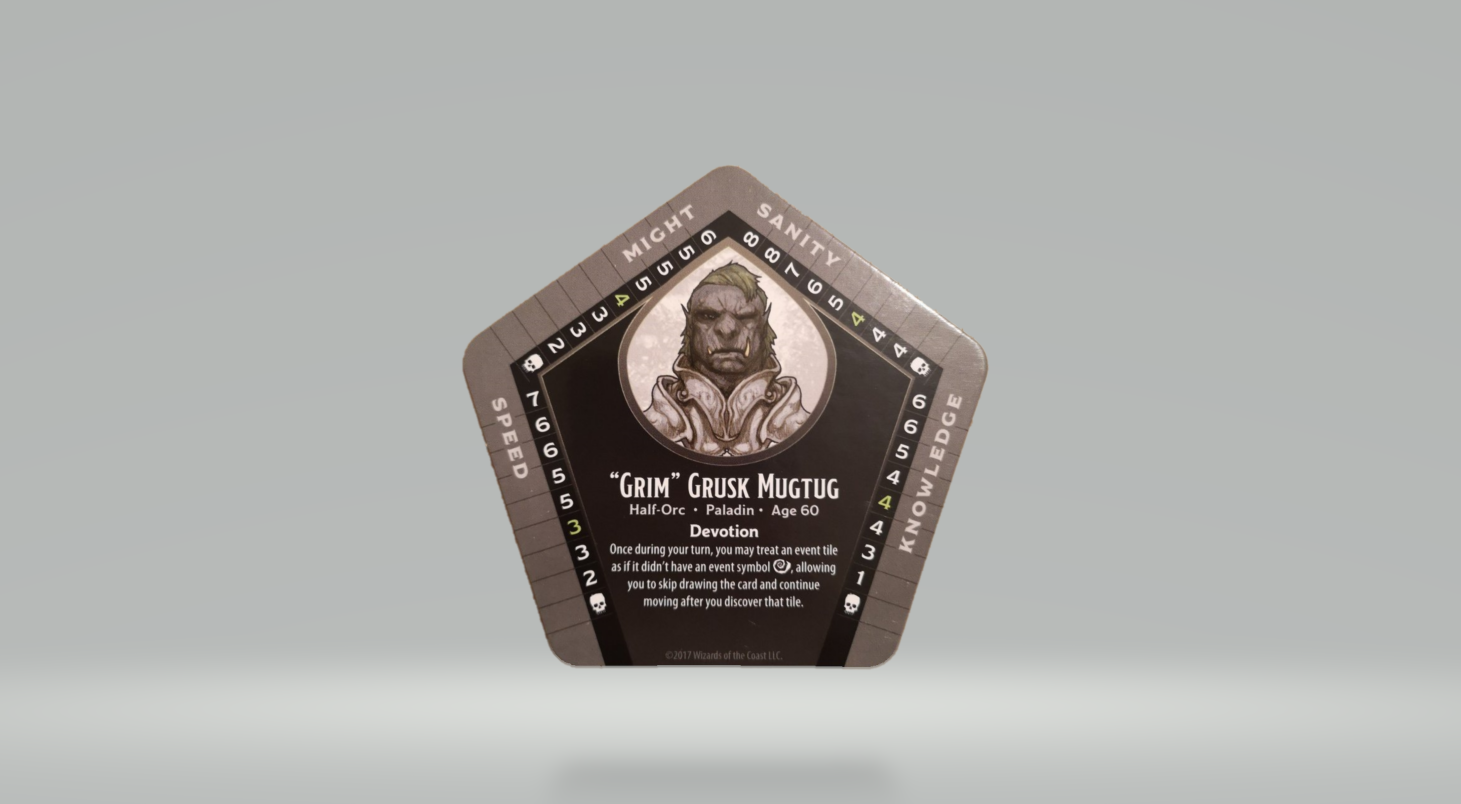 MIGHT
6 5 5 5 5 4 3 3 2
SANITY
8 8 7 6 5 4 4 4
SPEED
7 6 6 5 5 3 3 2
KNOWLEDGE
6 6 5 4 4 4 3 1
“GRIM” GRUSK MUGTUG
Half-Orc • Paladin • Age 60
Devotion
Once during your turn, you may treat an event tile
as if it didn’t have an event symbol , allowing
you to skip drawing the card and continue
moving after you discover that tile.
©2017 Wizards of the Coast LLC.